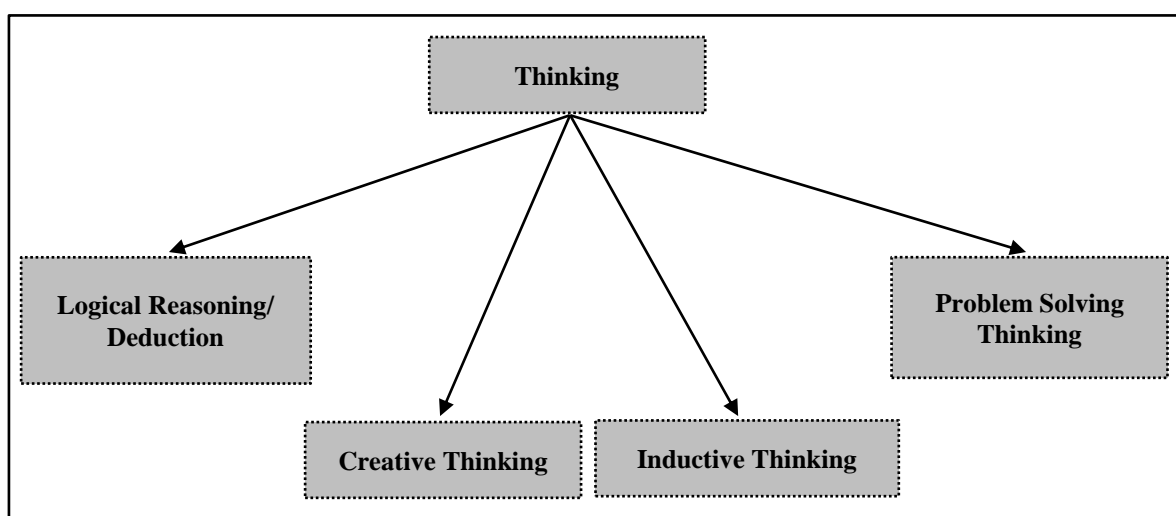 Thinking
Logical Reasoning/
Deduction
Problem Solving
Thinking
Creative Thinking
Inductive Thinking